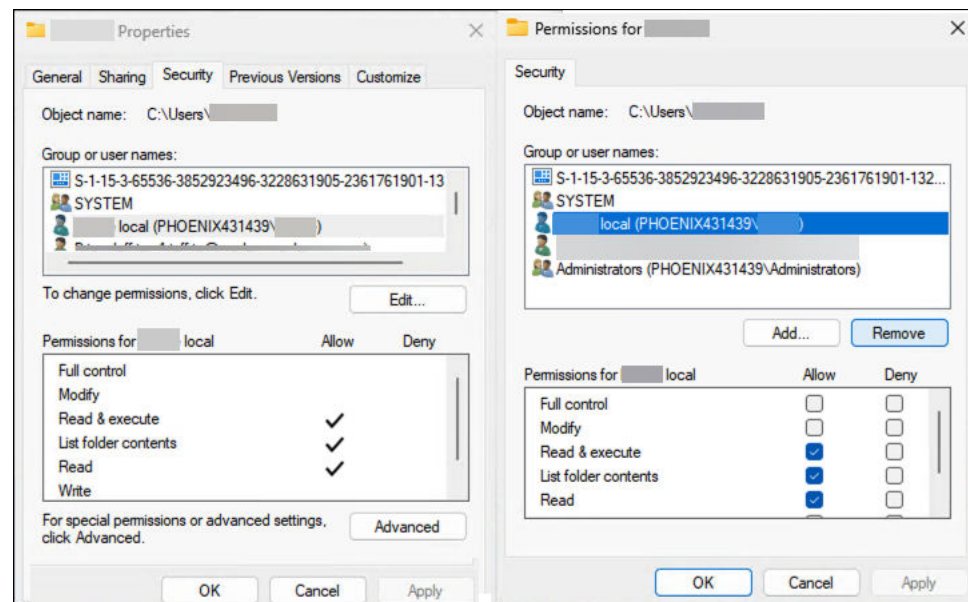 Properties
General Sharing Security Previous Versions Customize
Object name: C:\Users\
Group or user names:
S-1-15-3-65536-3852923496-3228631905-2361761901-13
SYSTEM
local (PHOENIX431439\ )
To change permissions, click Edit.
Edit...
Permissions for local Allow Deny
Full control
Modify
Read & execute
List folder contents
Read
Write
For special permissions or advanced settings,
click Advanced.
Advanced
OK Cancel Apply
Permissions for
Security
Object name: C:\Users\
Group or user names:
S-1-15-3-65536-3852923496-3228631905-2361761901-132...
SYSTEM
local (PHOENIX431439\ )
Administrators (PHOENIX431439\Administrators)
Add... Remove
Permissions for local Allow Deny
Full control
Modify
Read & execute
List folder contents
Read
OK Cancel Apply